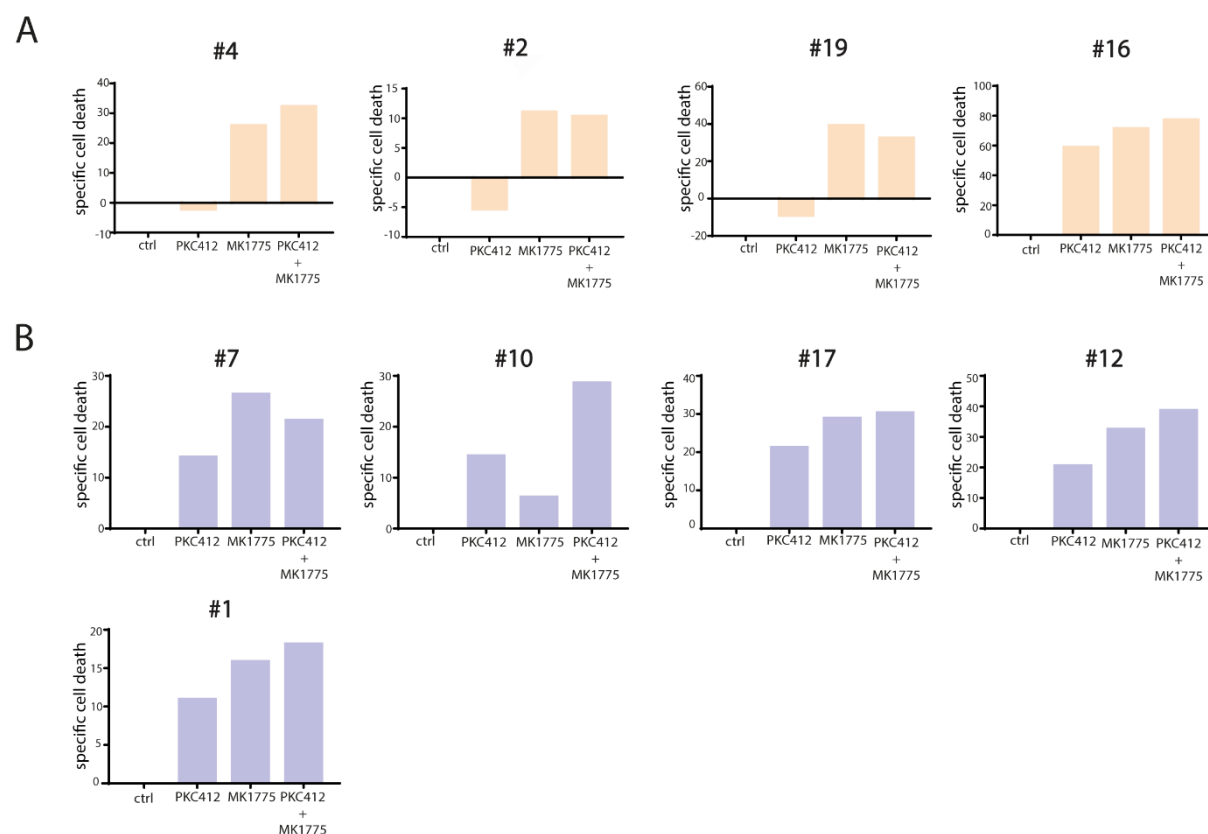 A
#4
specific cell death
40
30
20
10
0
-10
ctrl
PKC412
MK1775
PKC412
+
MK1775
#2
specific cell death
15
10
5
0
-5
-10
ctrl
PKC412
MK1775
PKC412
+
MK1775
#19
specific cell death
60
40
20
0
-20
ctrl
PKC412
MK1775
PKC412
+
MK1775
#16
specific cell death
100
80
60
40
20
0
ctrl
PKC412
MK1775
PKC412
+
MK1775
B
#7
specific cell death
30
20
10
0
ctrl
PKC412
MK1775
PKC412
+
MK1775
#10
specific cell death
30
20
10
0
ctrl
PKC412
MK1775
PKC412
+
MK1775
#17
specific cell death
40
30
20
10
0
ctrl
PKC412
MK1775
PKC412
+
MK1775
#12
specific cell death
50
40
30
20
10
0
ctrl
PKC412
MK1775
PKC412
+
MK1775
#1
specific cell death
20
15
10
5
0
ctrl
PKC412
MK1775
PKC412
+
MK1775